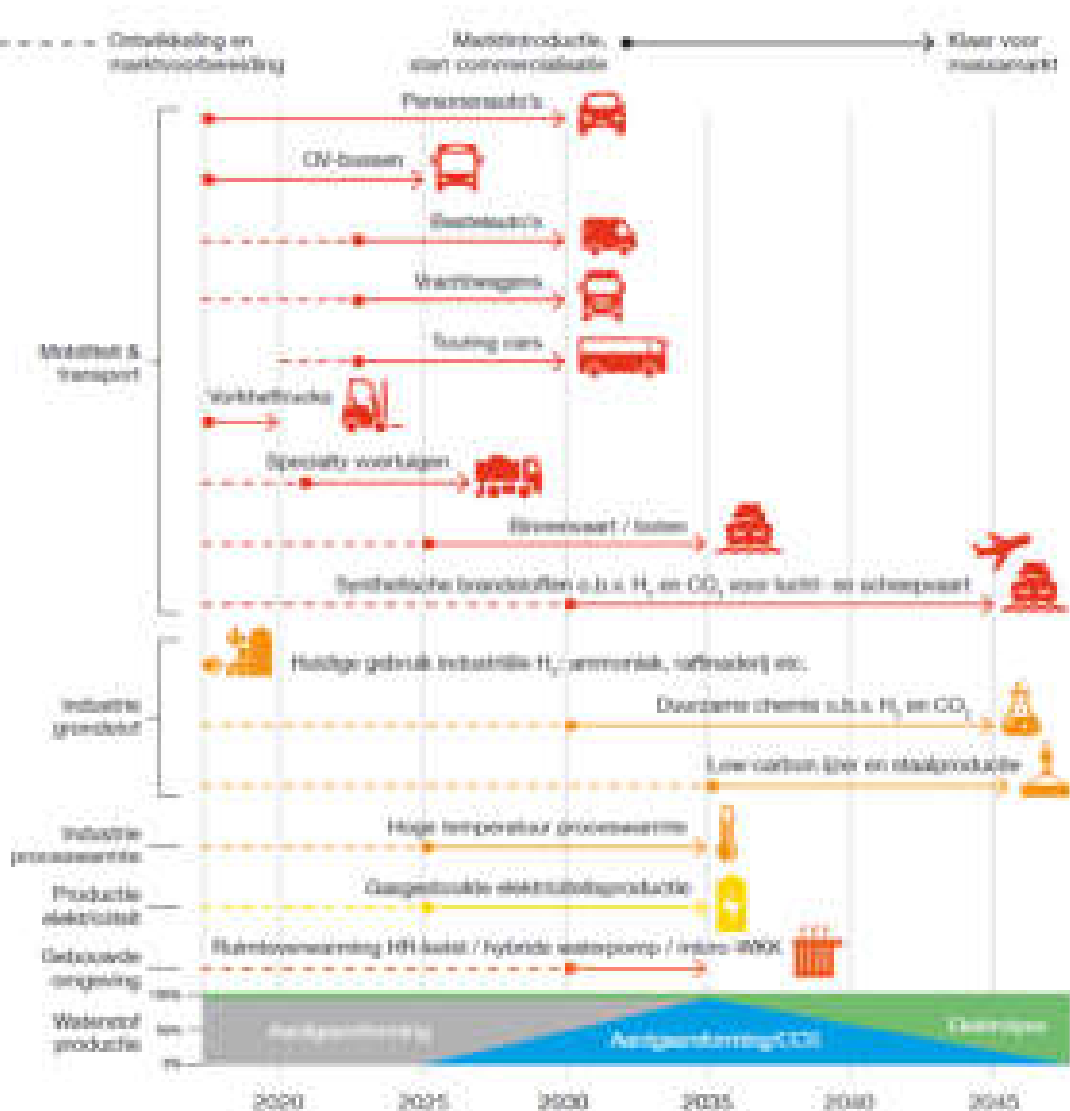 Ontwikkeling en
marktvoorbereiding
Marktintroductie,
start commercialisatie
Klaar voor
massamarkt
Personenauto's
OV-bussen
Bestelauto's
Vrachtwagens
Touring cars
Mobiliteit &
transport
Vorkheftrucks
Specialty voertuigen
Binnenvaart / boten
Synthetische brandstoffen o.b.v. H₂ en CO₂ voor lucht- en scheepvaart
Huidige gebruik industriële H₂: ammoniak, raffinaderij etc.
Industrie
grondstof
Duurzame chemie o.b.v. H₂ en CO₂
Low-carbon ijzer en staalproductie
Industrie
proceswarmte
Hoge temperatuur proceswarmte
Productie
elektriciteit
Gasgestookte elektriciteitsproductie
Gebouwde
omgeving
Ruimteverwarming HR-ketel / hybride waterpomp / micro-WKK
100%
Waterstof
productie
50%
0%
Aardgasreforming
Aardgasreforming/CCS
Elektrolyse
2020 2025 2030 2035 2040 2045